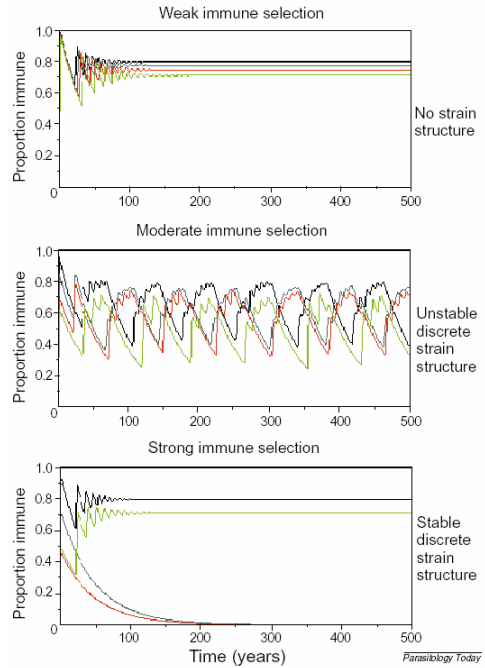 Weak immune selection
Proportion immune
1.0
0.8
0.6
0.4
0.2
0
100
200
300
400
500
No strain
structure
Moderate immune selection
Proportion immune
1.0
0.8
0.6
0.4
0.2
0
100
200
300
400
500
Unstable
discrete
strain
structure
Strong immune selection
Proportion immune
1.0
0.8
0.6
0.4
0.2
0
100
200
300
400
500
Stable
discrete
strain
structure
Time (years)
Parasitology Today